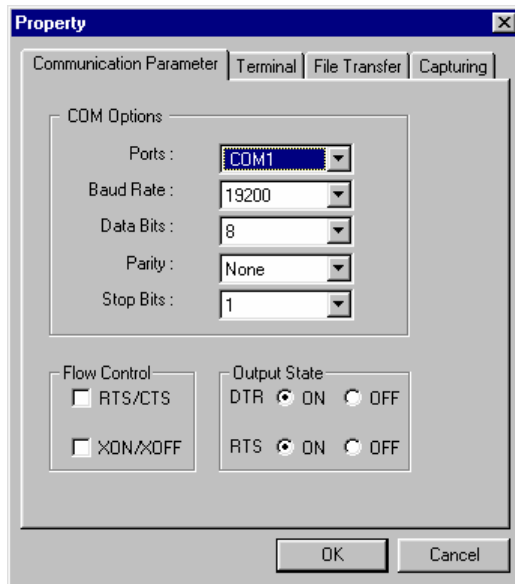 Property
Communication Parameter Terminal File Transfer Capturing
COM Options
Ports : COM1
Baud Rate : 19200
Data Bits : 8
Parity : None
Stop Bits : 1
Flow Control
RTS/CTS
XON/XOFF
Output State
DTR ON OFF
RTS ON OFF
OK Cancel